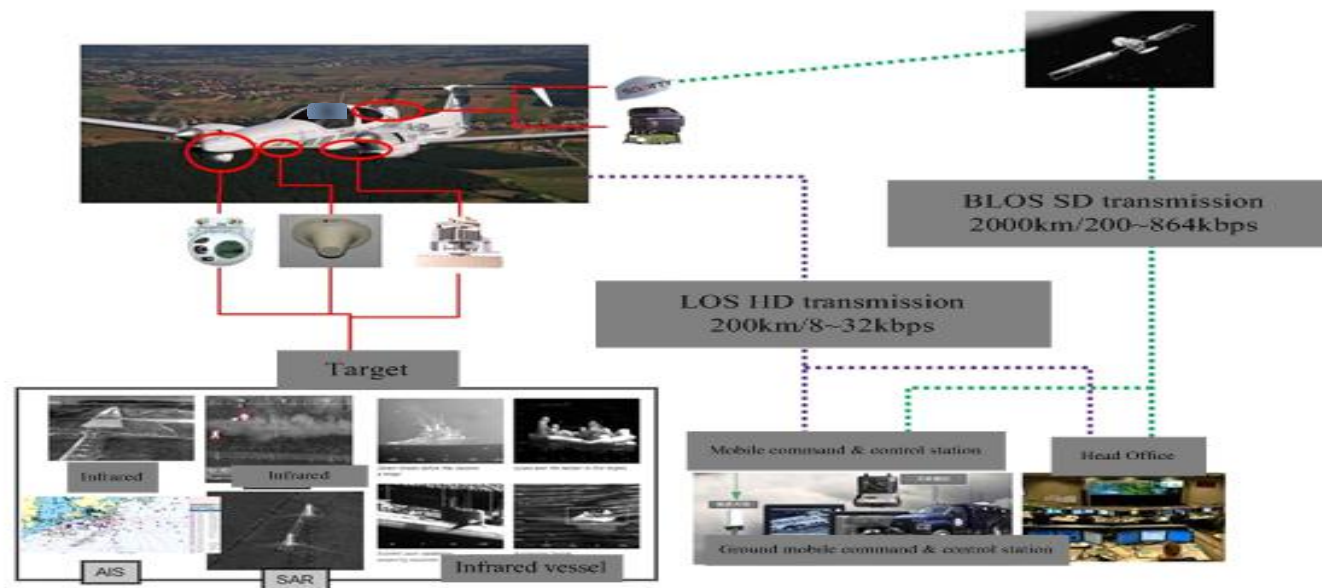 BLOS SD transmission
2000km/200~864kbps
LOS HD transmission
200km/8~32kbps
Target
Infrared
Infrared
AIS
SAR
Infrared vessel
Mobile command & control station
Head Office
Ground mobile command & control station